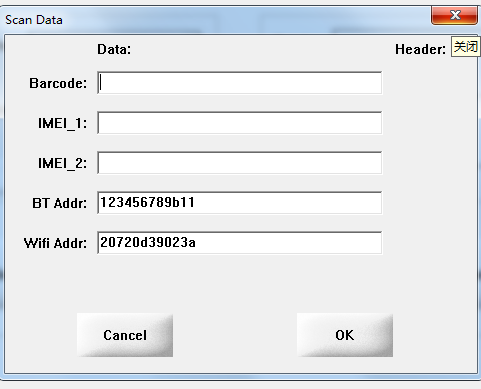 Scan Data
Data: Header: 关闭
Barcode:
IMEI_1:
IMEI_2:
BT Addr: 123456789b11
Wifi Addr: 20720d39023a
Cancel OK